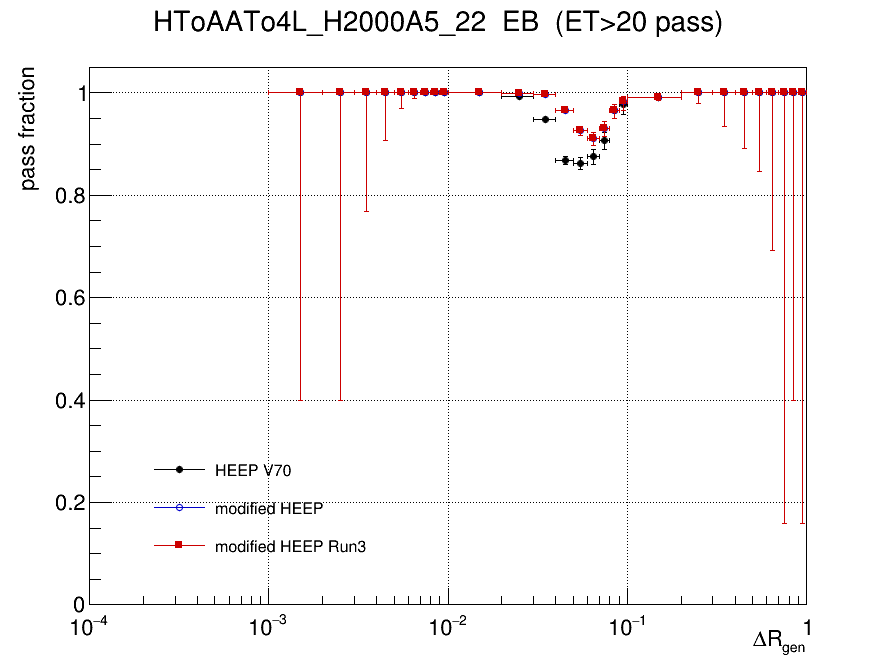 HToAATo4L_H2000A5_22 EB (ET>20 pass)
pass fraction
1
0.8
0.6
0.4
0.2
0
HEEP V70
modified HEEP
modified HEEP Run3
10⁻⁴ 10⁻³ 10⁻² 10⁻¹ 1
ΔR_gen